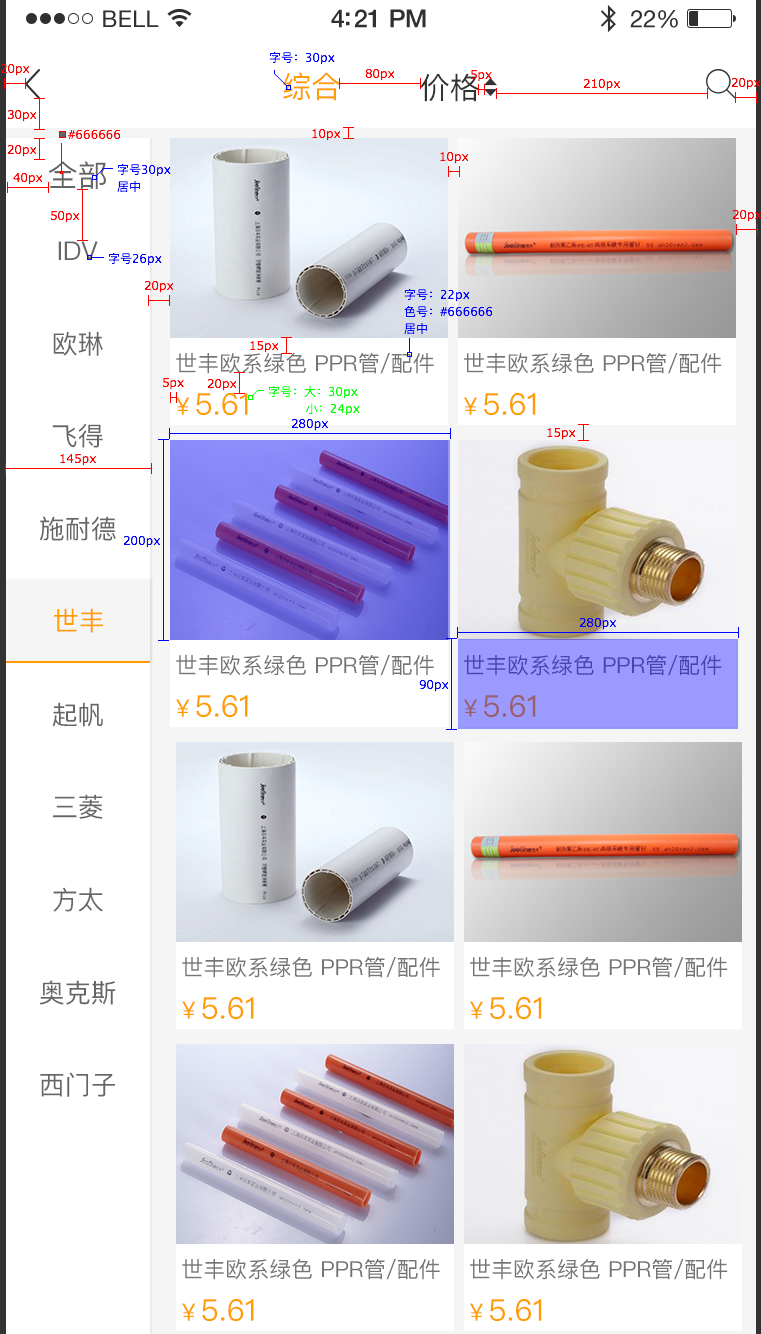 BELL 4:21 PM 22%
字号：30px
20px 综合 80px 价格 5px 210px 20px
30px
#666666 10px
20px
全部 字号30px 居中
10px
40px
50px
20px
IDV 字号26px
20px
字号：22px
色号：#666666
居中
欧琳
15px
世丰欧系绿色 PPR管/配件
世丰欧系绿色 PPR管/配件
5px 20px 字号：大：30px
小：24px
¥5.61
¥5.61
280px
飞得
15px
145px
施耐德
200px
世丰
280px
世丰欧系绿色 PPR管/配件
世丰欧系绿色 PPR管/配件
90px
¥5.61
¥5.61
起帆
三菱
方太
世丰欧系绿色 PPR管/配件
世丰欧系绿色 PPR管/配件
奥克斯
¥5.61
¥5.61
西门子
世丰欧系绿色 PPR管/配件
世丰欧系绿色 PPR管/配件
¥5.61
¥5.61